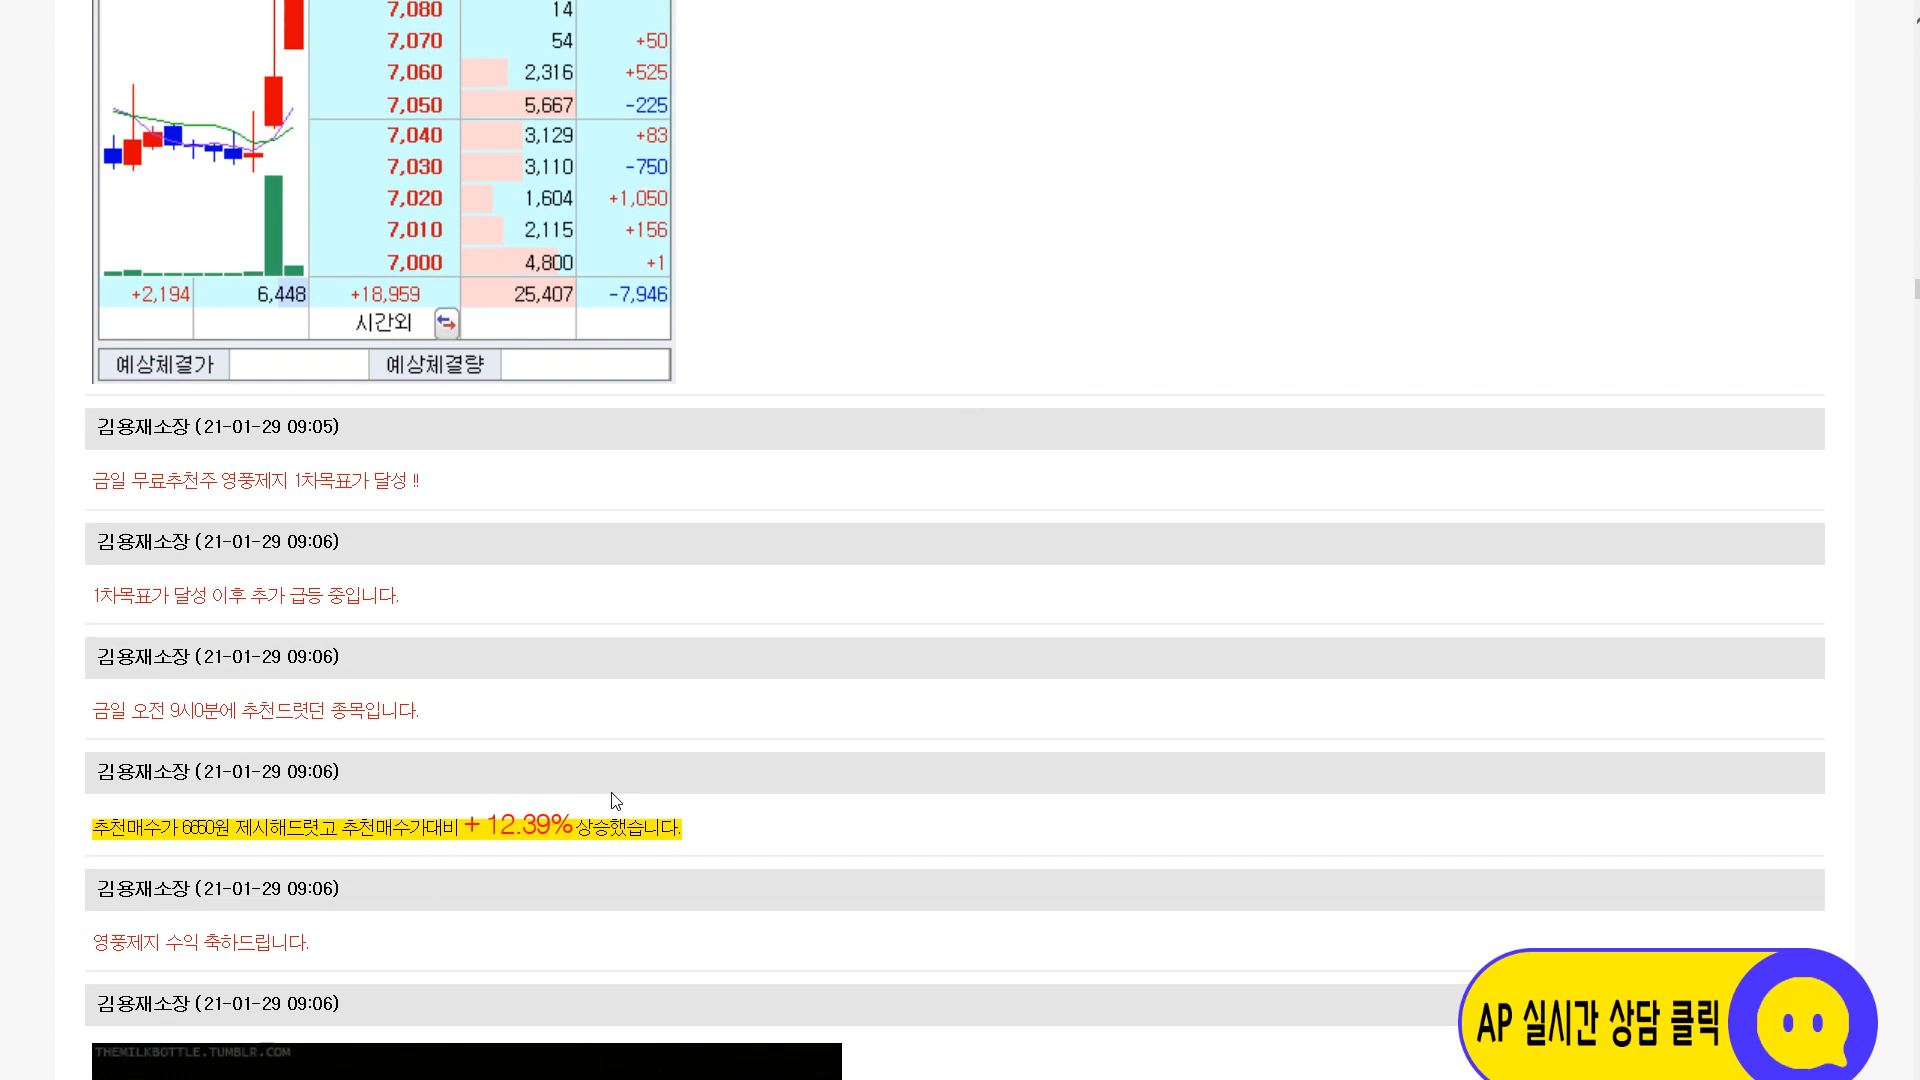 7,080 14
7,070 54 +50
7,060 2,316 +525
7,050 5,667 -225
7,040 3,129 +83
7,030 3,110 -750
7,020 1,604 +1,050
7,010 2,115 +156
7,000 4,800 +1
+2,194 6,448 +18,959 25,407 -7,946
시간외
예상체결가 예상체결량
김용재소장 (21-01-29 09:05)
금일 무료추천주 영풍제지 1차목표가 달성 !!
김용재소장 (21-01-29 09:06)
1차목표가 달성 이후 추가 급등 중입니다.
김용재소장 (21-01-29 09:06)
금일 오전 9시0분에 추천드렷던 종목입니다.
김용재소장 (21-01-29 09:06)
추천매수가 6650원 제시해드렷고 추천매수가대비 + 12.39% 상승했습니다.
김용재소장 (21-01-29 09:06)
영풍제지 수익 축하드립니다.
김용재소장 (21-01-29 09:06)
THEMILKBOTTLE.TUMBLR.COM
AP 실시간 상담 클릭